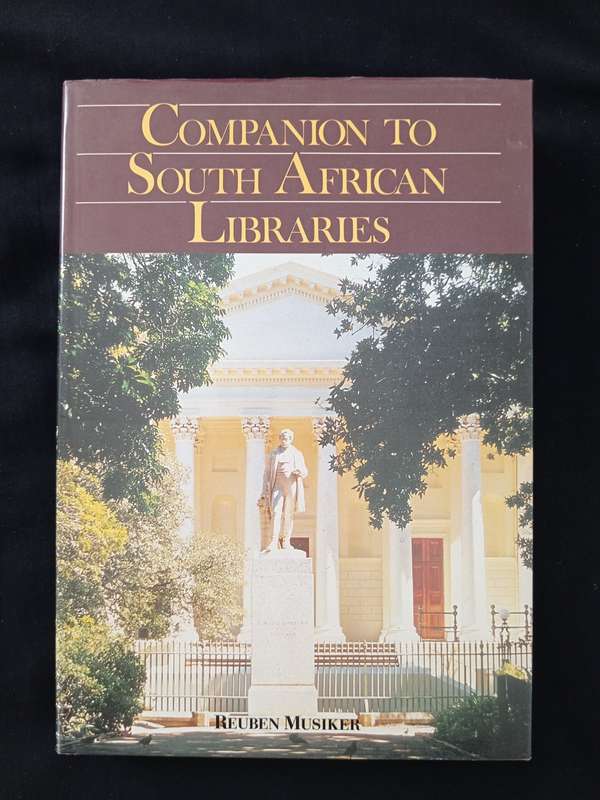 COMPANION TO
SOUTH AFRICAN
LIBRARIES
REUBEN MUSIKER